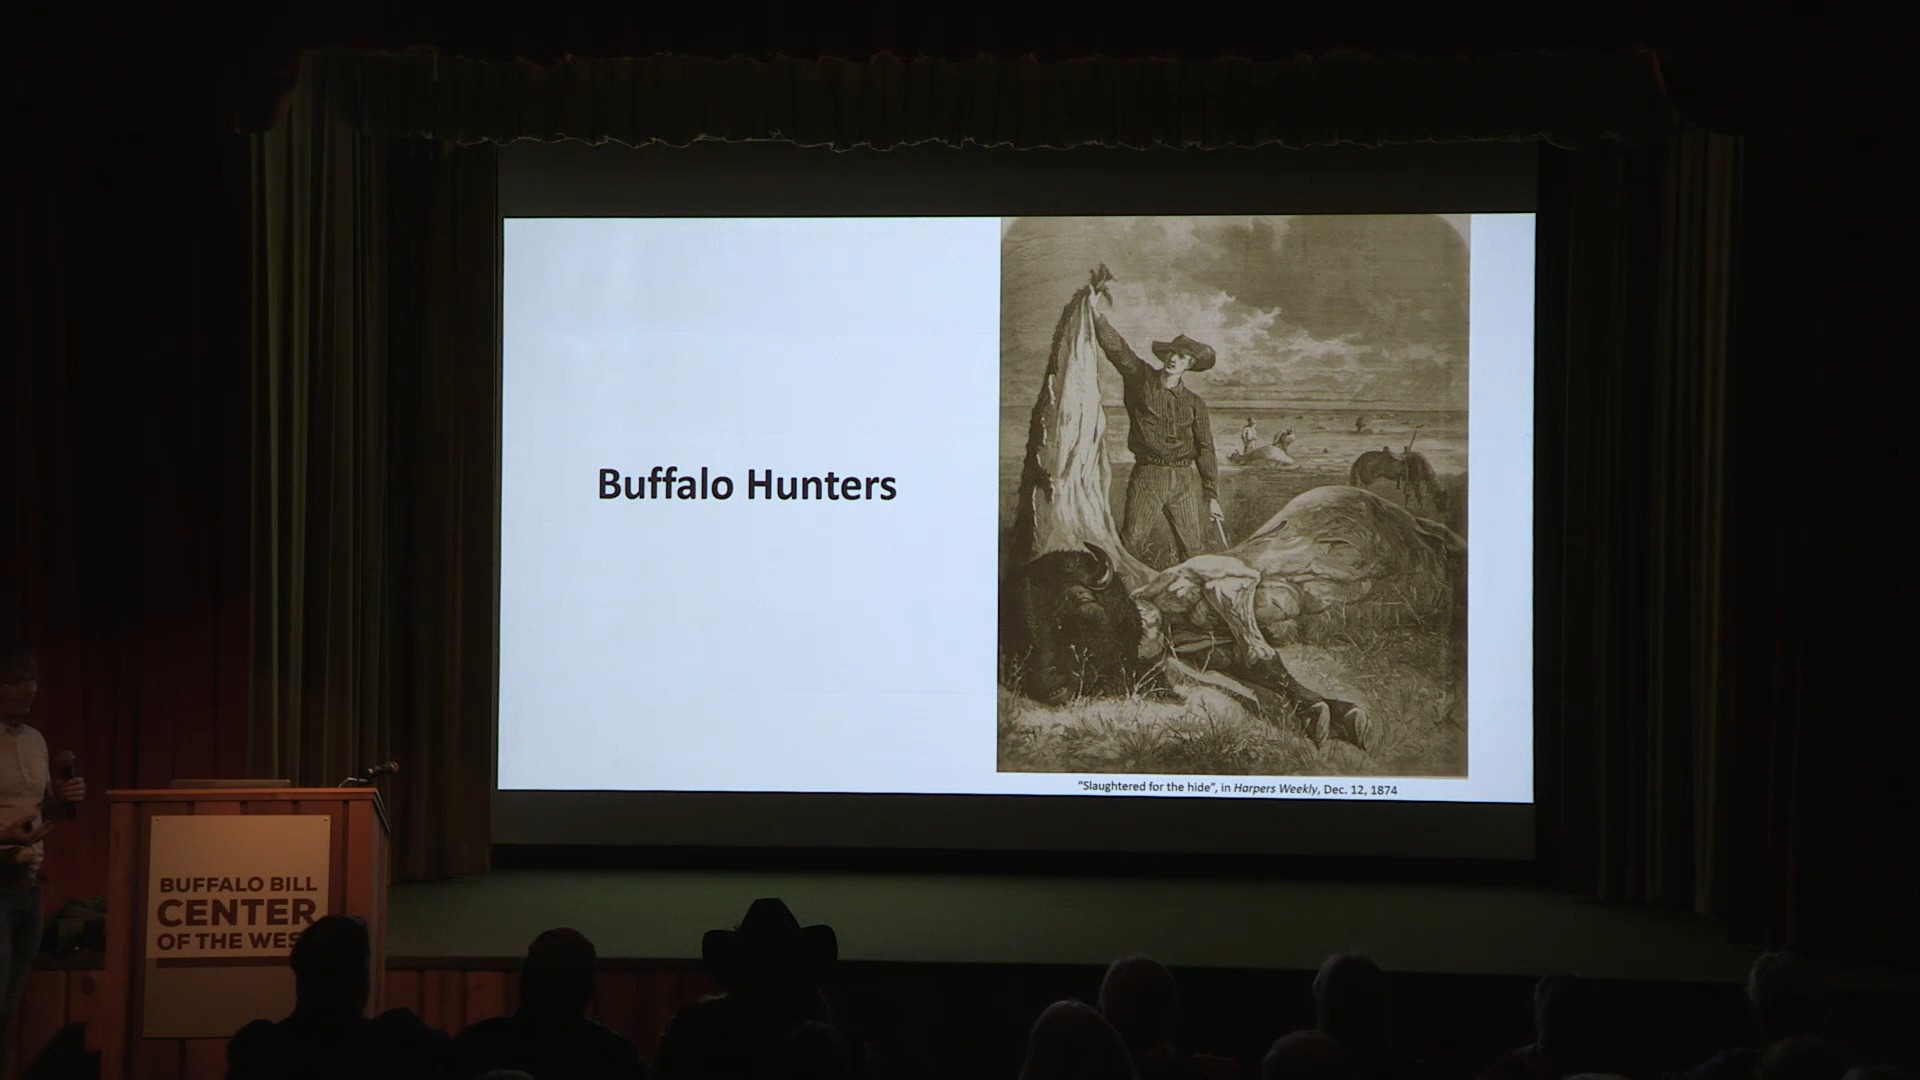 Buffalo Hunters
"Slaughtered for the hide", in Harpers Weekly, Dec. 12, 1874
BUFFALO BILL
CENTER
OF THE WES